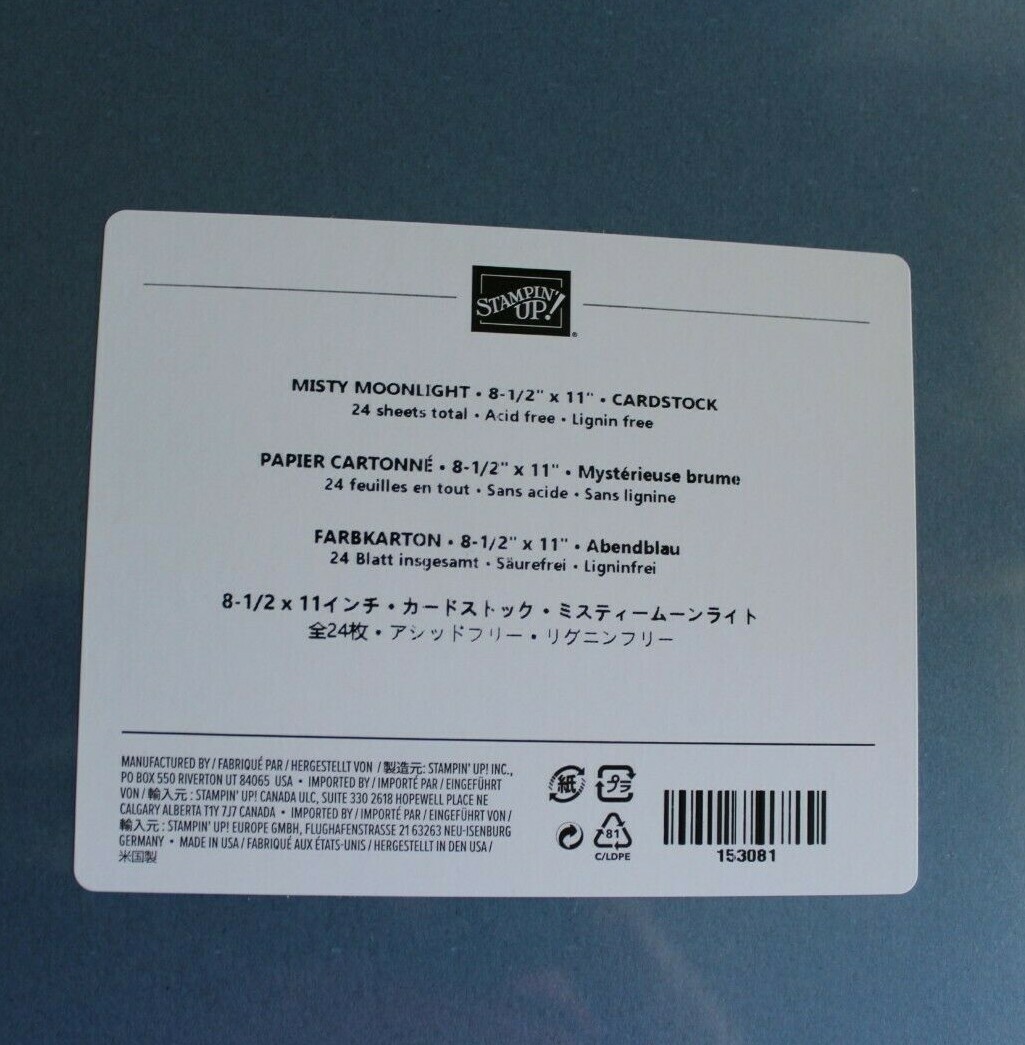 STAMPIN' UP!®
MISTY MOONLIGHT • 8-1/2" x 11" • CARDSTOCK
24 sheets total • Acid free • Lignin free
PAPIER CARTONNÉ • 8-1/2" x 11" • Mystérieuse brume
24 feuilles en tout • Sans acide • Sans lignine
FARBKARTON • 8-1/2" x 11" • Abendblau
24 Blatt insgesamt • Säurefrei • Ligninfrei
8-1/2 x 11インチ • カードストック • ミスティームーンライト
全24枚 • アシッドフリー • リグニンフリー
MANUFACTURED BY / FABRIQUÉ PAR / HERGESTELLT VON / 製造元: STAMPIN' UP! INC.,
PO BOX 550 RIVERTON UT 84065 USA • IMPORTED BY / IMPORTÉ PAR / EINGEFÜHRT
VON / 輸入元 : STAMPIN' UP! CANADA ULC, SUITE 330 2618 HOPEWELL PLACE NE
CALGARY ALBERTA T1Y 7J7 CANADA • IMPORTED BY / IMPORTÉ PAR / EINGEFÜHRT VON /
輸入元 : STAMPIN' UP! EUROPE GMBH, FLUGHAFENSTRASSE 21 63263 NEU-ISENBURG
GERMANY • MADE IN USA / FABRIQUÉ AUX ÉTATS-UNIS / HERGESTELLT IN DEN USA /
米国製
紙 プラ
81
C/LDPE
153081